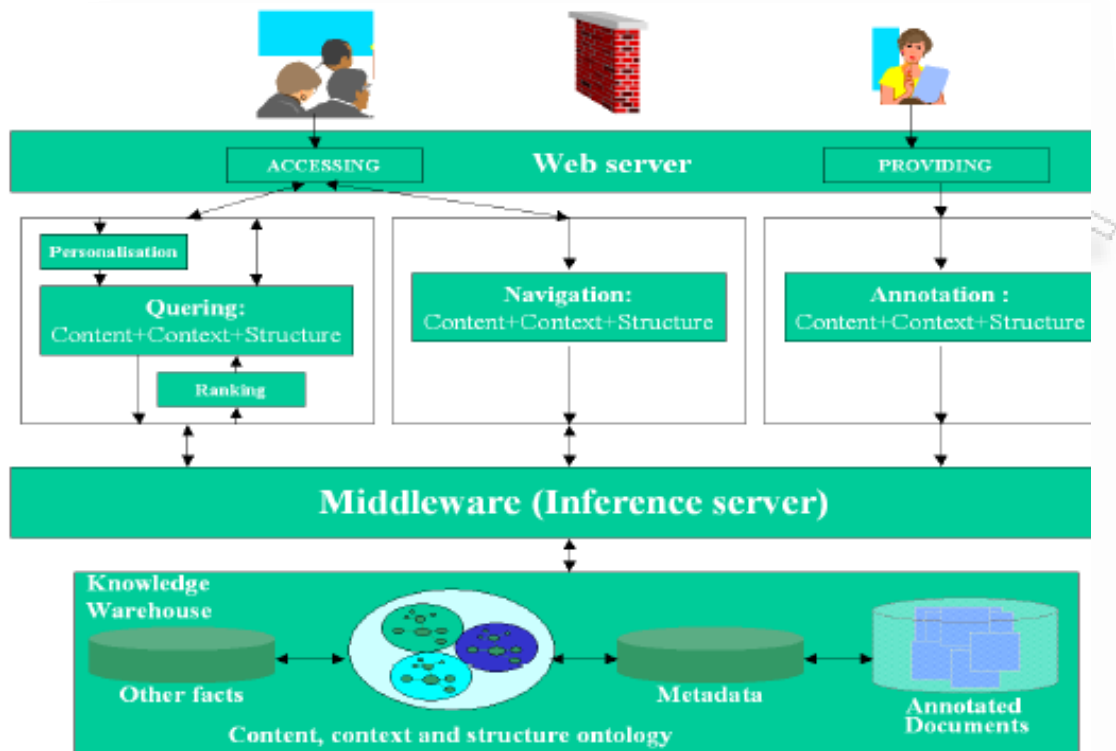 Web server
ACCESSING
PROVIDING
Personalisation
Quering:
Content+Context+Structure
Ranking
Navigation:
Content+Context+Structure
Annotation :
Content+Context+Structure
Middleware (Inference server)
Knowledge
Warehouse
Other facts
Metadata
Annotated
Documents
Content, context and structure ontology